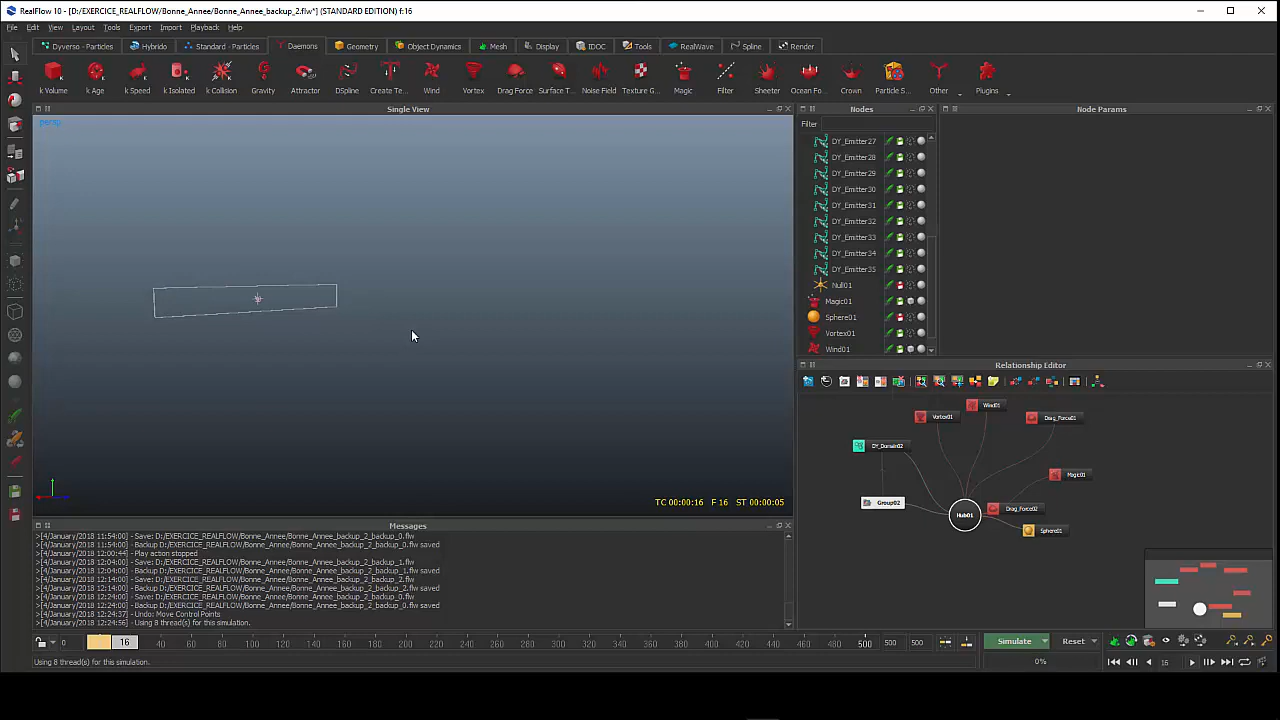 RealFlow 10 - [D:/EXERCICE_REALFLOW/Bonne_Annee/Bonne_Annee_backup_2.flw*] (STANDARD EDITION) f:16
File Edit View Layout Tools Export Import Playback Help
Dyverso - Particles Hybrido Standard - Particles Daemons Geometry Object Dynamics Mesh Display IDOC Tools RealWave Spline Render
k Volume k Age k Speed k Isolated k Collision Gravity Attractor DSpline Create Te... Wind Vortex Drag Force Surface T... Noise Field Texture G... Magic Filter Sheeter Ocean Fo... Crown Particle S... Other Plugins
Single View
persp
TC 00:00:16 F 16 ST 00:00:05
Nodes
Filter
DY_Emitter27
DY_Emitter28
DY_Emitter29
DY_Emitter30
DY_Emitter31
DY_Emitter32
DY_Emitter33
DY_Emitter34
DY_Emitter35
Null01
Magic01
Sphere01
Vortex01
Wind01
Node Params
Relationship Editor
Wind01
Vortex01
Drag_Force01
DY_Domain02
Magic01
Group02
Drag_Force02
Hub01
Sphere01
Messages
>[4/January/2018 11:54:00] - Save: D:/EXERCICE_REALFLOW/Bonne_Annee/Bonne_Annee_backup_2_backup_0.flw
>[4/January/2018 11:54:00] - Backup D:/EXERCICE_REALFLOW/Bonne_Annee/Bonne_Annee_backup_2_backup_0.flw saved
>[4/January/2018 12:00:44] > Play action stopped
>[4/January/2018 12:04:00] - Save: D:/EXERCICE_REALFLOW/Bonne_Annee/Bonne_Annee_backup_2_backup_1.flw
>[4/January/2018 12:04:00] - Backup D:/EXERCICE_REALFLOW/Bonne_Annee/Bonne_Annee_backup_2_backup_1.flw saved
>[4/January/2018 12:14:00] - Save: D:/EXERCICE_REALFLOW/Bonne_Annee/Bonne_Annee_backup_2_backup_2.flw
>[4/January/2018 12:14:00] - Backup D:/EXERCICE_REALFLOW/Bonne_Annee/Bonne_Annee_backup_2_backup_2.flw saved
>[4/January/2018 12:24:00] - Save: D:/EXERCICE_REALFLOW/Bonne_Annee/Bonne_Annee_backup_2_backup_0.flw
>[4/January/2018 12:24:00] - Backup D:/EXERCICE_REALFLOW/Bonne_Annee/Bonne_Annee_backup_2_backup_0.flw saved
>[4/January/2018 12:24:37] - Undo: Move Control Points
>[4/January/2018 12:24:56] - Using 8 thread(s) for this simulation.
0 16 40 60 80 100 120 140 160 180 200 220 240 260 280 300 320 340 360 380 400 420 440 460 480 500 500 500
Simulate Reset
Using 8 thread(s) for this simulation.
0%
16